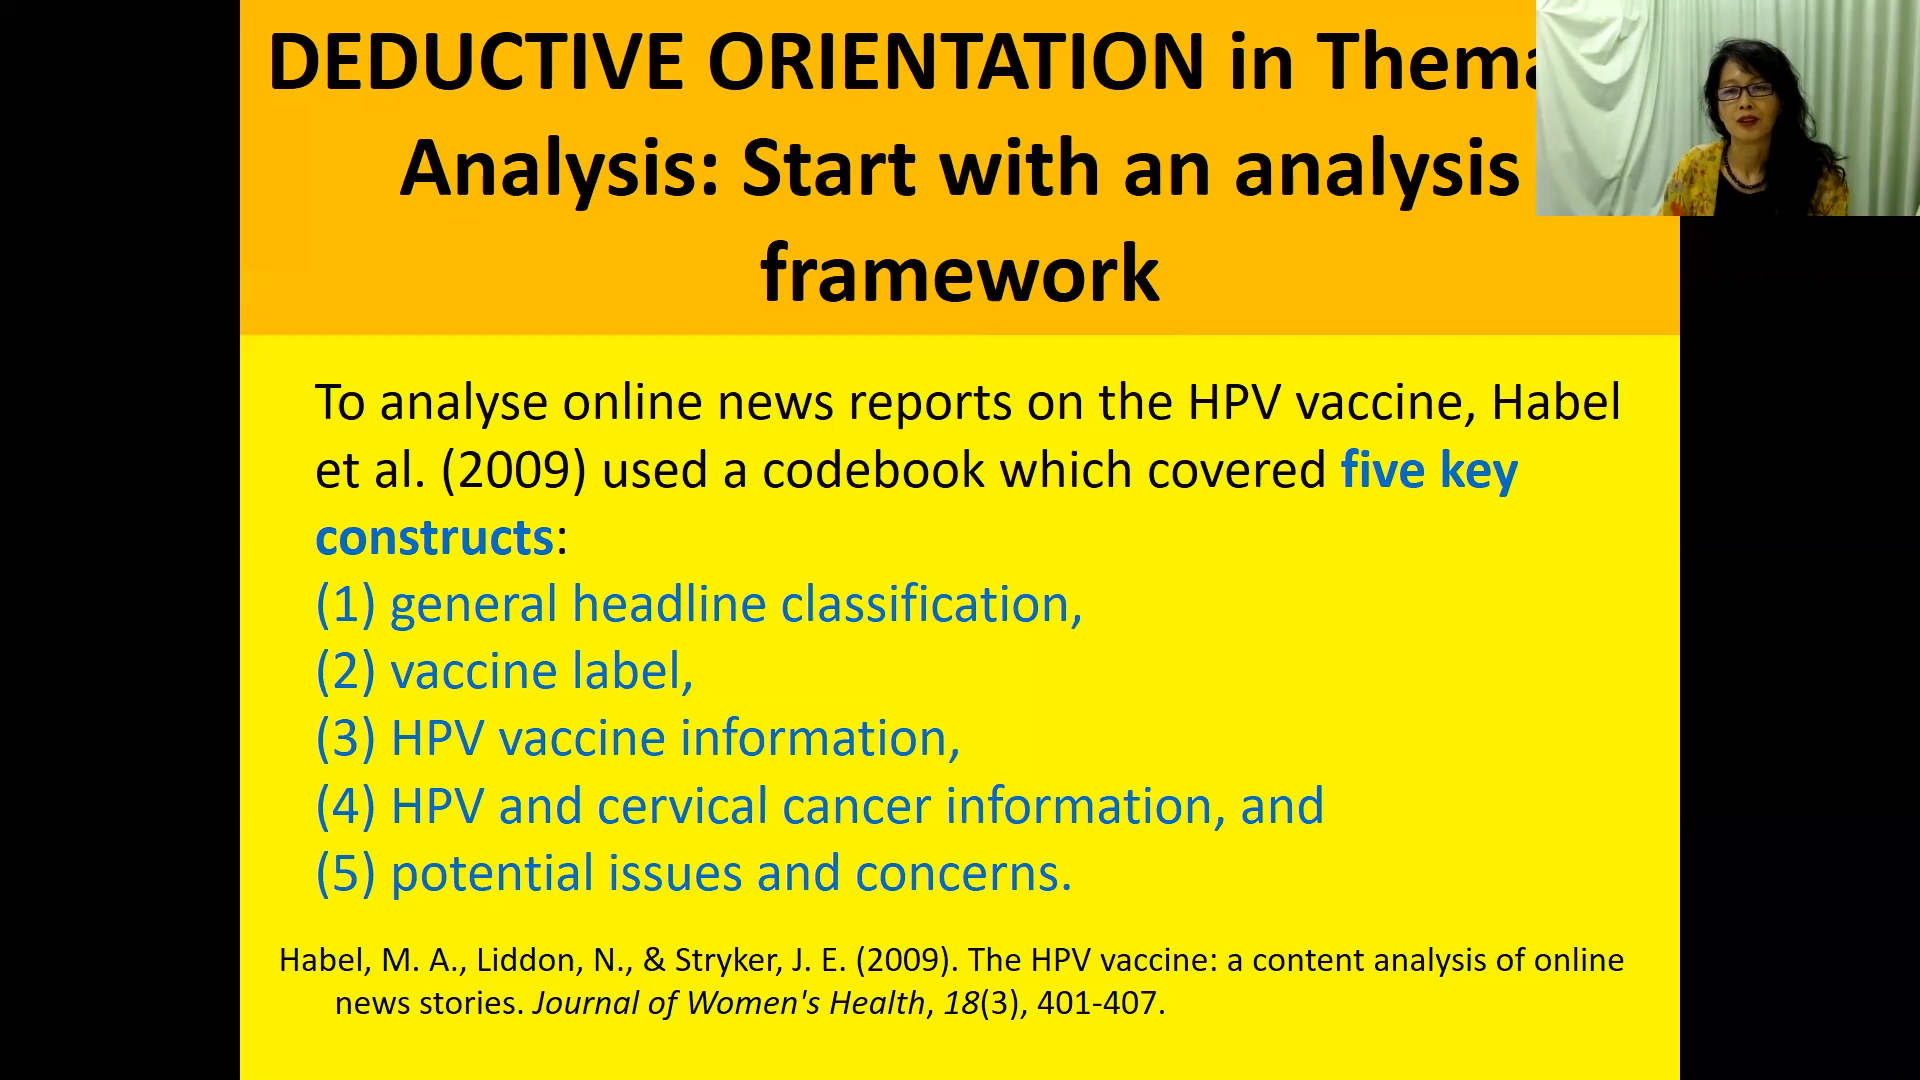 DEDUCTIVE ORIENTATION in
Analysis: Start with an analysis
framework
To analyse online news reports on the HPV vaccine, Habel
et al. (2009) used a codebook which covered five key
constructs:
(1) general headline classification,
(2) vaccine label,
(3) HPV vaccine information,
(4) HPV and cervical cancer information, and
(5) potential issues and concerns.
Habel, M. A., Liddon, N., & Stryker, J. E. (2009). The HPV vaccine: a content analysis of online
news stories. Journal of Women's Health, 18(3), 401-407.